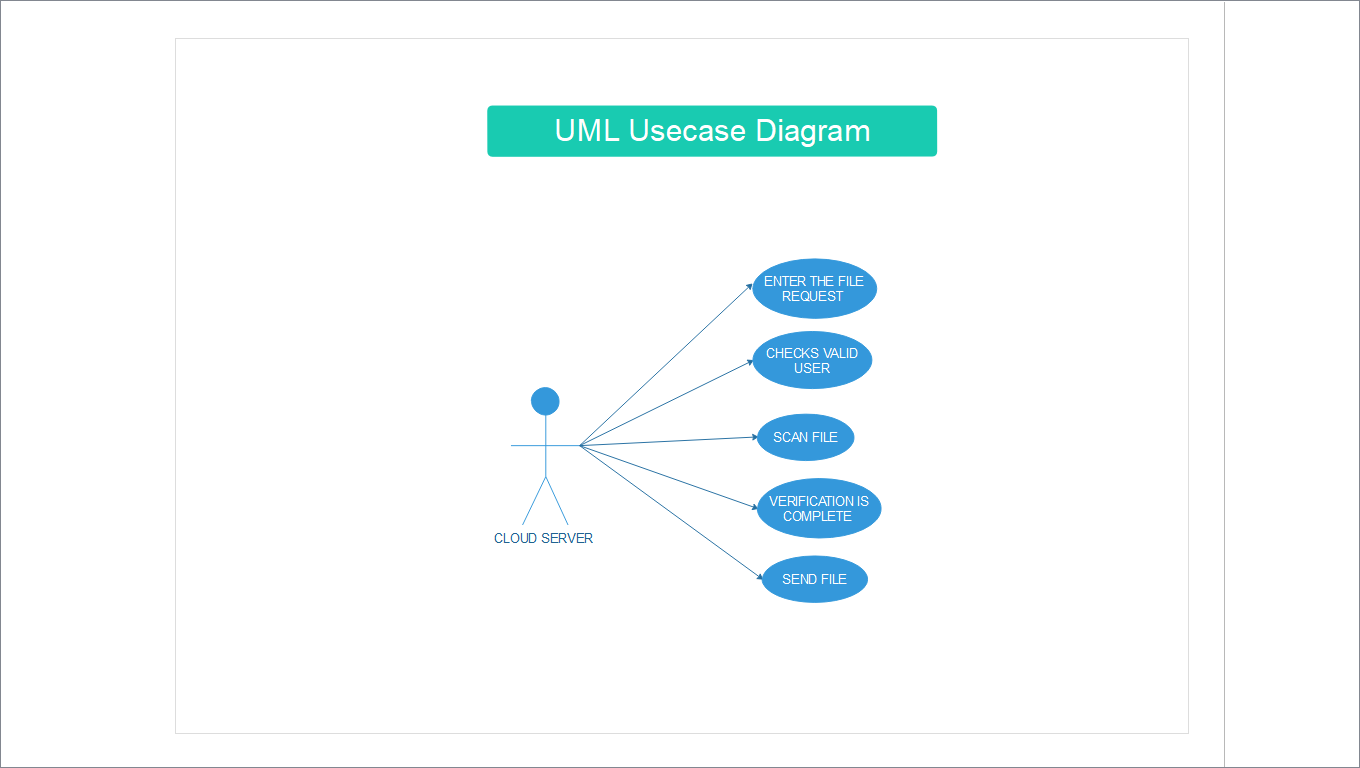 UML Usecase Diagram
ENTER THE FILE
REQUEST
CHECKS VALID
USER
SCAN FILE
VERIFICATION IS
COMPLETE
CLOUD SERVER
SEND FILE